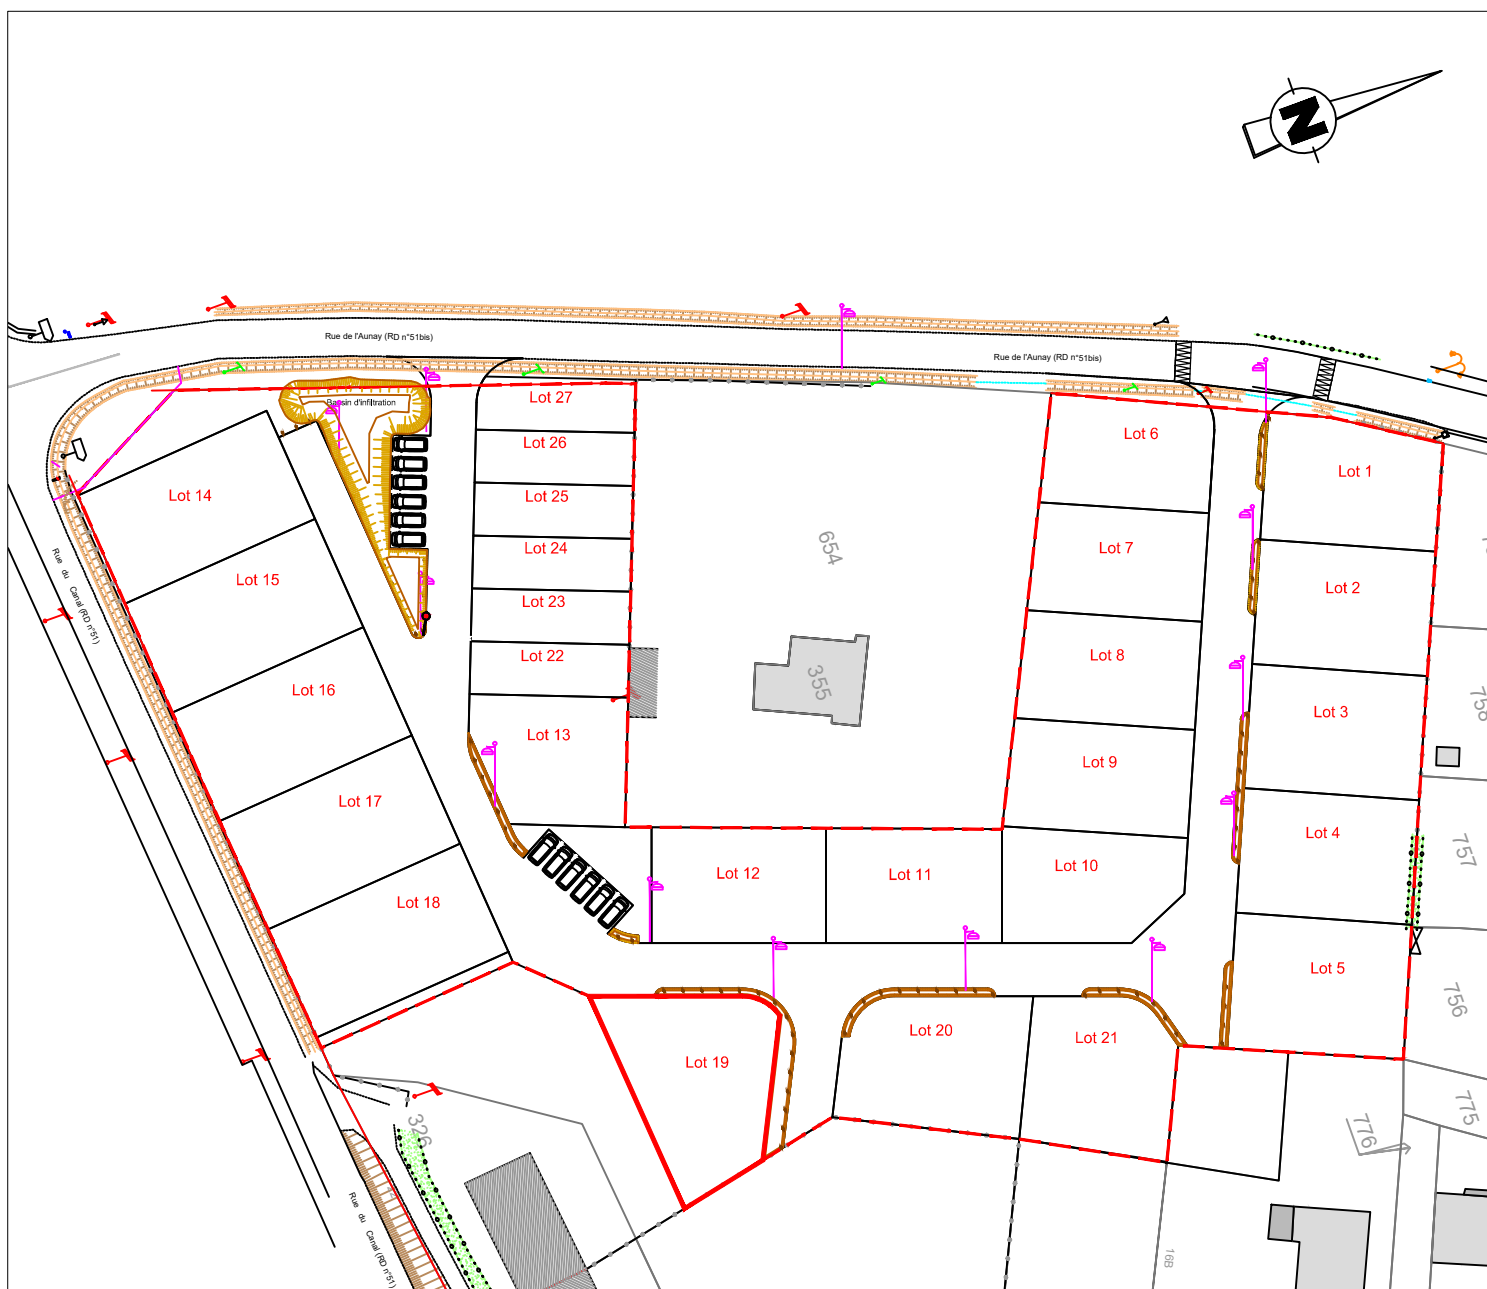 N
Rue de l'Aunay (RD n°51bis)
Rue de l'Aunay (RD n°51bis)
Bassin d'infiltration
Lot 27
Lot 26
Lot 25
Lot 24
Lot 23
Lot 22
Lot 13
Lot 6
Lot 7
Lot 8
Lot 9
Lot 10
Lot 1
Lot 2
Lot 3
Lot 4
Lot 5
Lot 14
Lot 15
Lot 16
Lot 17
Lot 18
Lot 12
Lot 11
Lot 19
Lot 20
Lot 21
654
355
758
757
756
775
776
326
16B
Rue du Canal (RD n°51)
Rue du Canal (RD n°51)